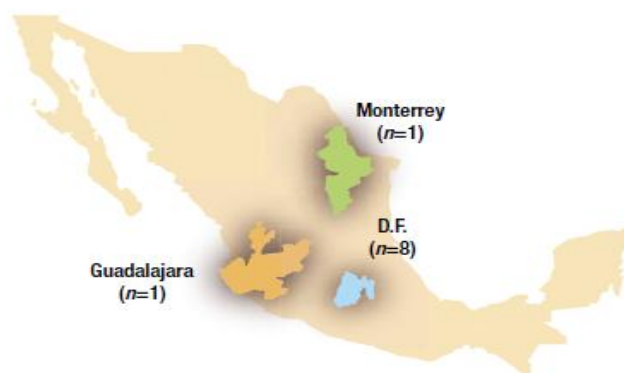 Monterrey
(n=1)
D.F.
(n=8)
Guadalajara
(n=1)